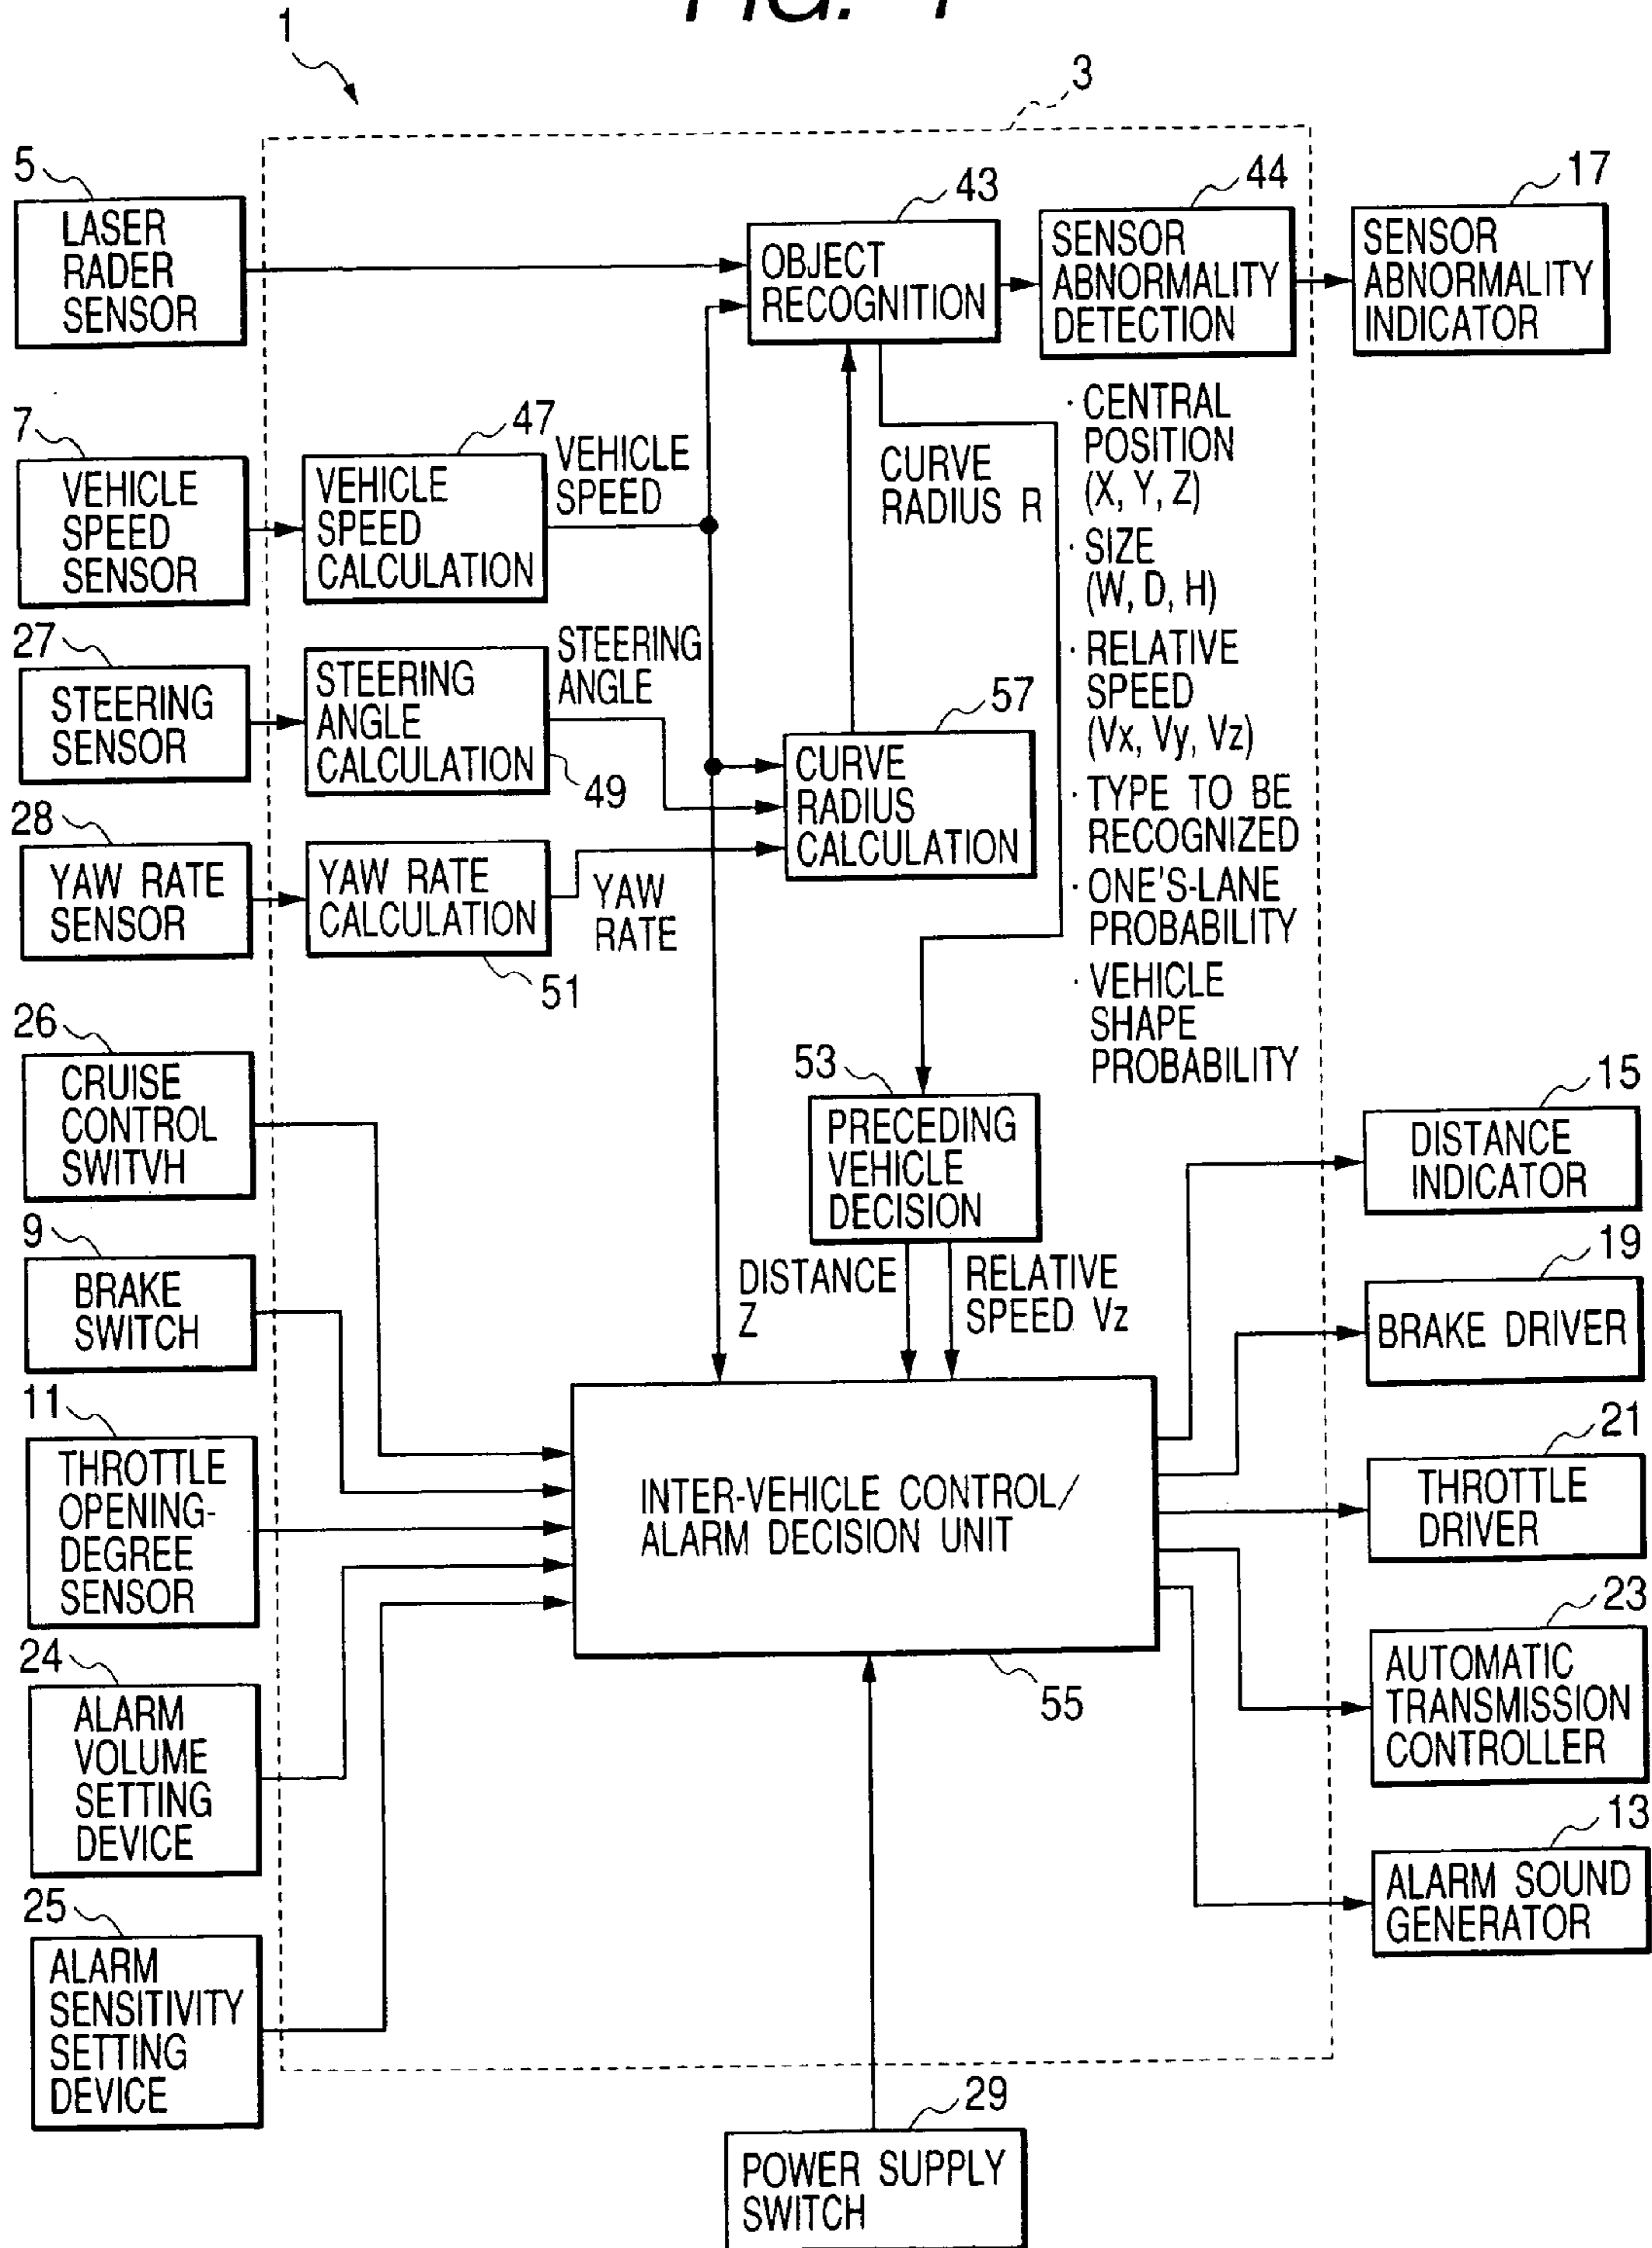 FIG. 1
1
3
5
LASER
RADER
SENSOR
43
OBJECT
RECOGNITION
44
SENSOR
ABNORMALITY
DETECTION
17
SENSOR
ABNORMALITY
INDICATOR
7
VEHICLE
SPEED
SENSOR
47
VEHICLE
SPEED
CALCULATION
VEHICLE
SPEED
CURVE
RADIUS R
· CENTRAL
POSITION
(X, Y, Z)
· SIZE
(W, D, H)
· RELATIVE
SPEED
(Vx, Vy, Vz)
· TYPE TO BE
RECOGNIZED
· ONE'S-LANE
PROBABILITY
· VEHICLE
SHAPE
PROBABILITY
27
STEERING
SENSOR
STEERING
ANGLE
CALCULATION
49
STEERING
ANGLE
57
CURVE
RADIUS
CALCULATION
28
YAW RATE
SENSOR
YAW RATE
CALCULATION
51
YAW
RATE
26
CRUISE
CONTROL
SWITVH
53
PRECEDING
VEHICLE
DECISION
DISTANCE
Z
RELATIVE
SPEED Vz
15
DISTANCE
INDICATOR
9
BRAKE
SWITCH
19
BRAKE DRIVER
11
THROTTLE
OPENING-
DEGREE
SENSOR
INTER-VEHICLE CONTROL/
ALARM DECISION UNIT
55
21
THROTTLE
DRIVER
24
ALARM
VOLUME
SETTING
DEVICE
23
AUTOMATIC
TRANSMISSION
CONTROLLER
25
ALARM
SENSITIVITY
SETTING
DEVICE
13
ALARM SOUND
GENERATOR
29
POWER SUPPLY
SWITCH